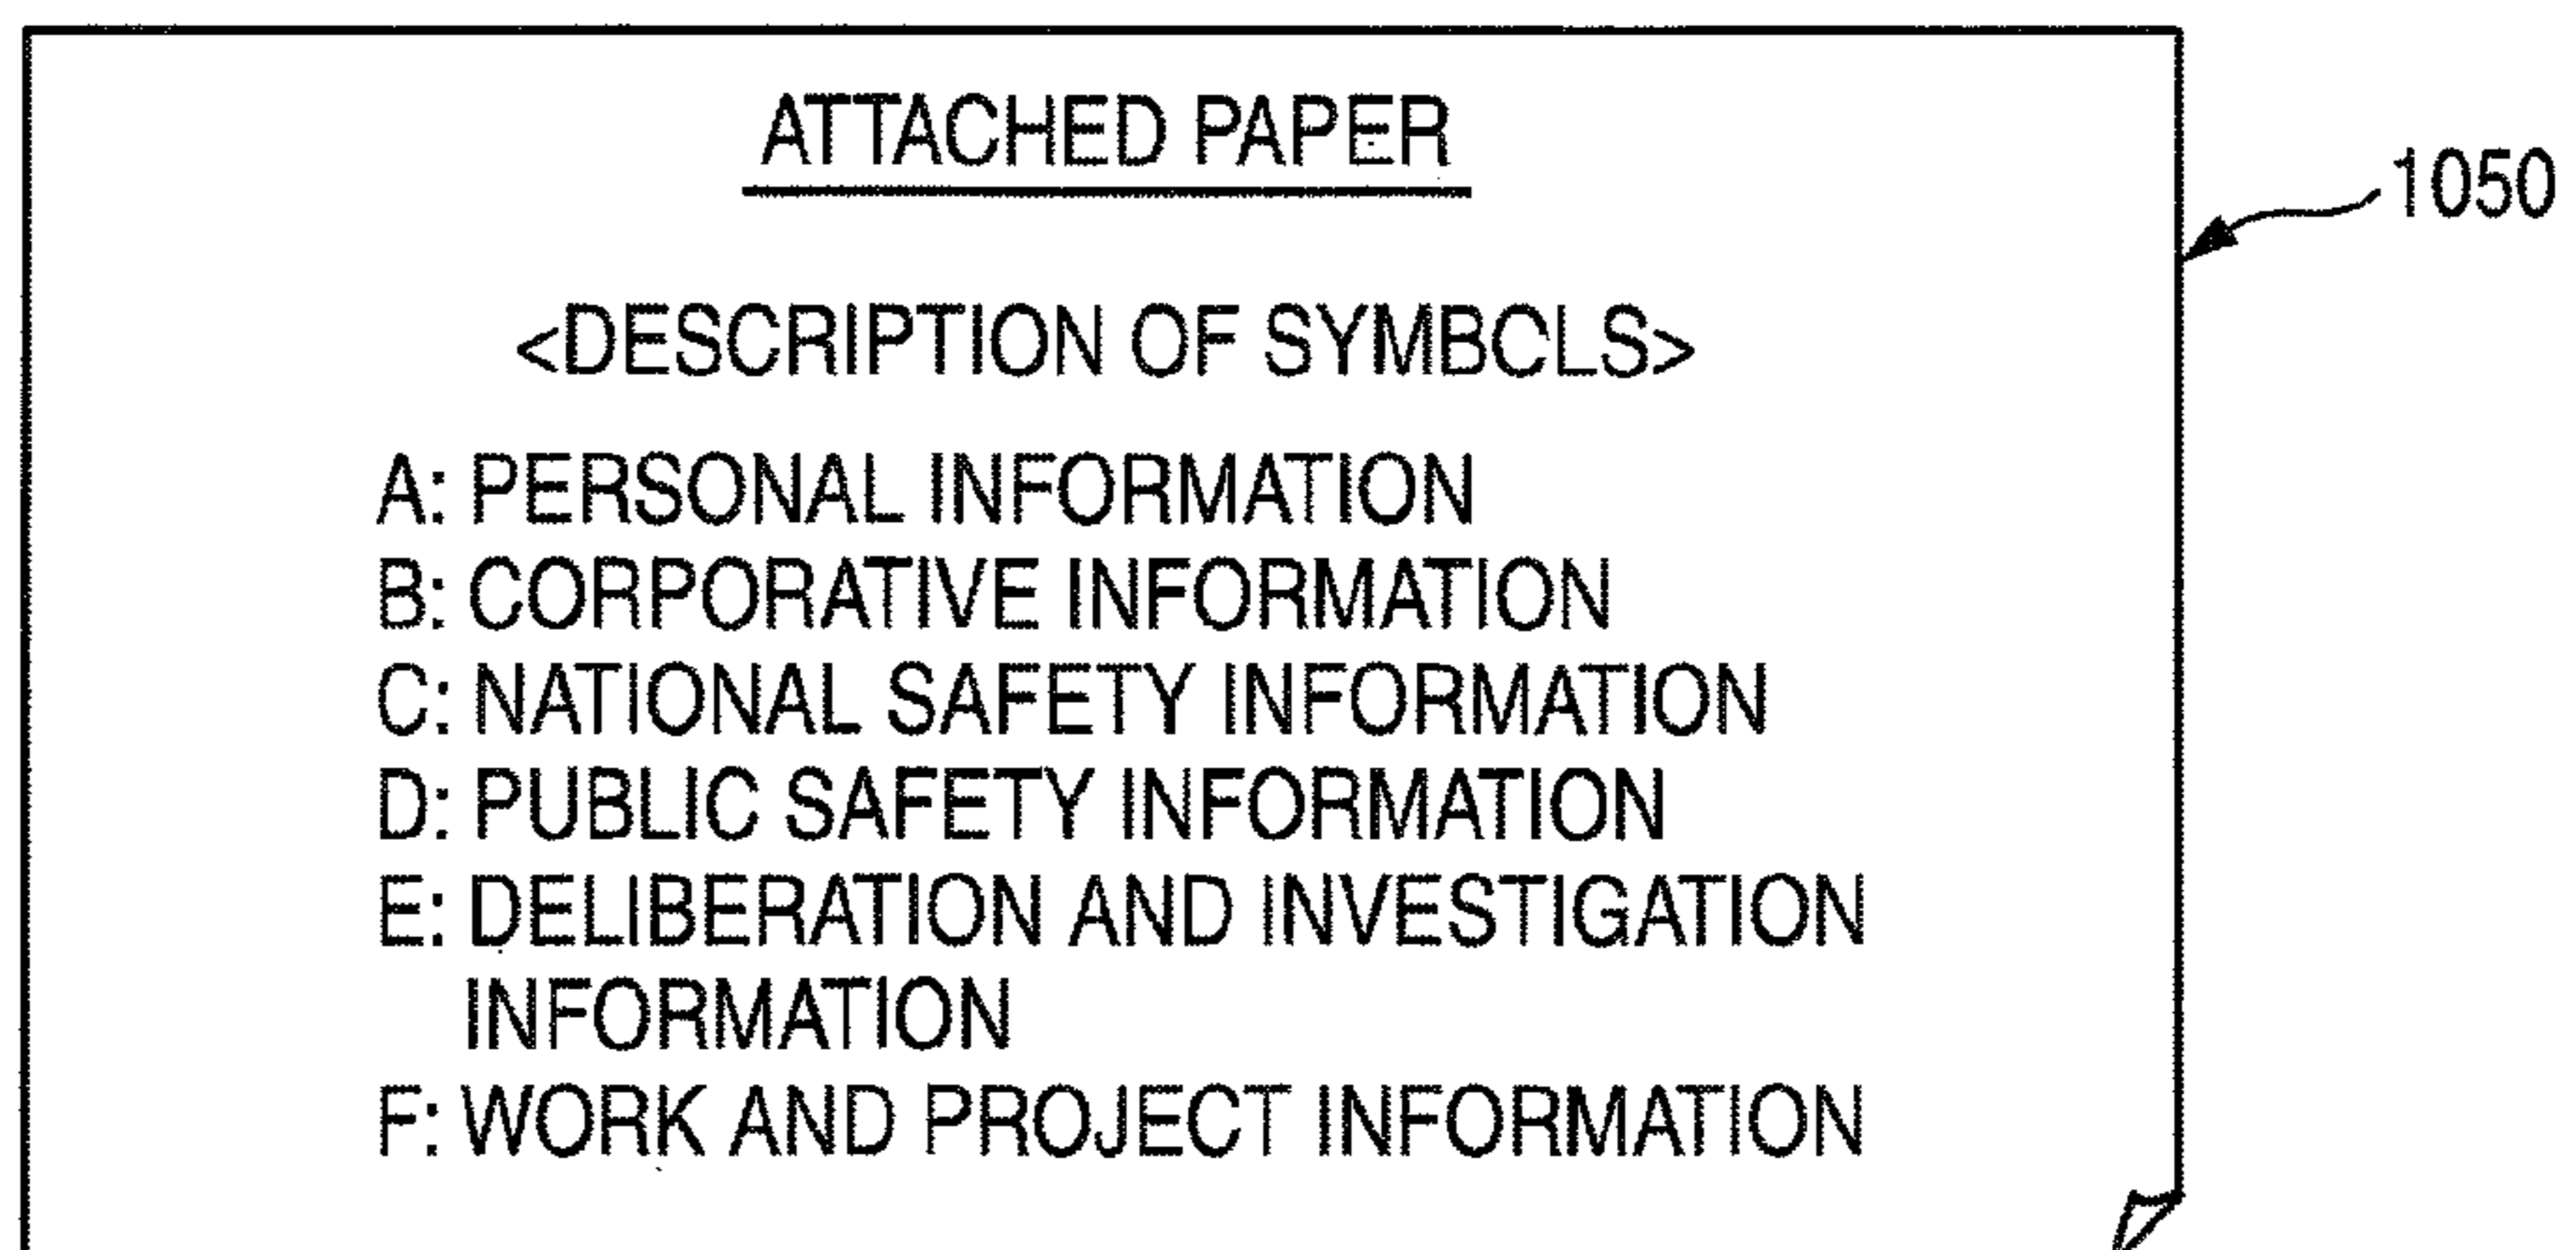 ATTACHED PAPER
1050
<DESCRIPTION OF SYMBCLS>
A: PERSONAL INFORMATION
B: CORPORATIVE INFORMATION
C: NATIONAL SAFETY INFORMATION
D: PUBLIC SAFETY INFORMATION
E: DELIBERATION AND INVESTIGATION
INFORMATION
F: WORK AND PROJECT INFORMATION